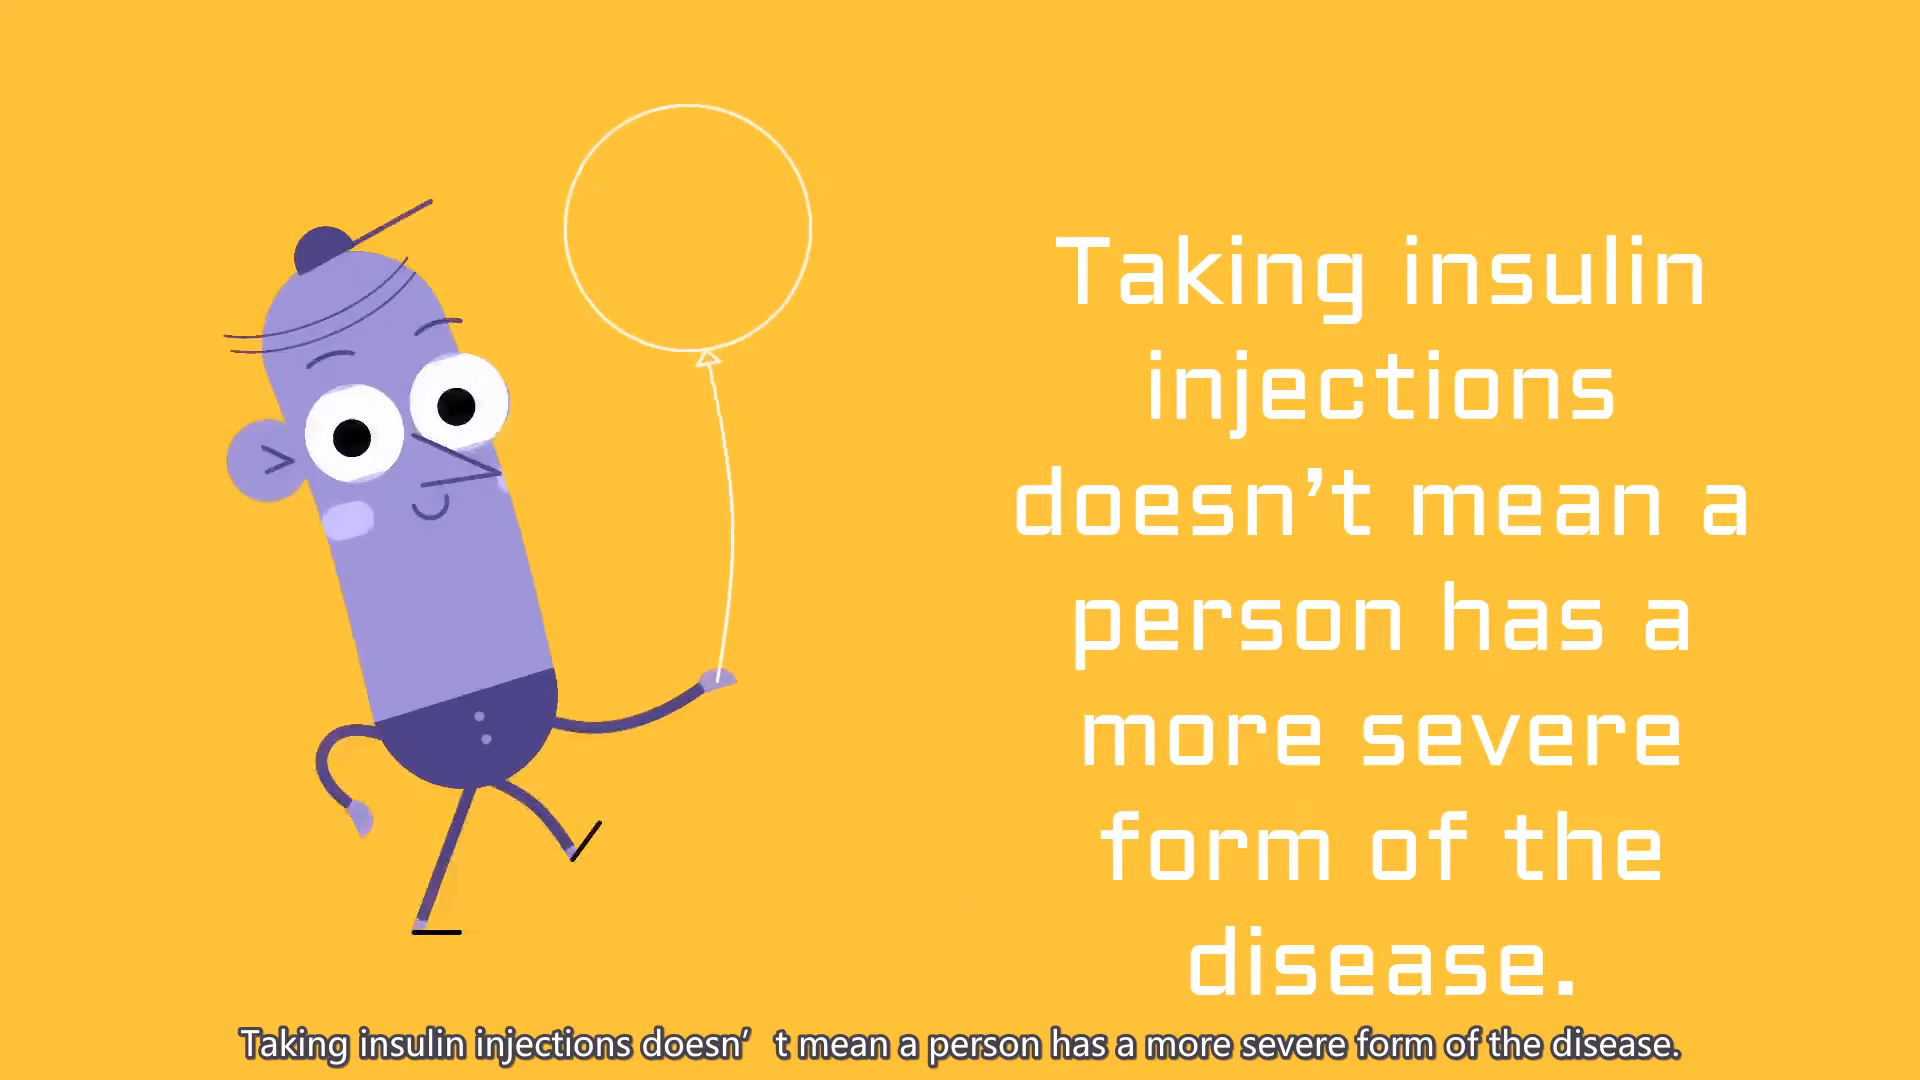 Taking insulin
injections
doesn’t mean a
person has a
more severe
form of the
disease.
Taking insulin injections doesn’t mean a person has a more severe form of the disease.